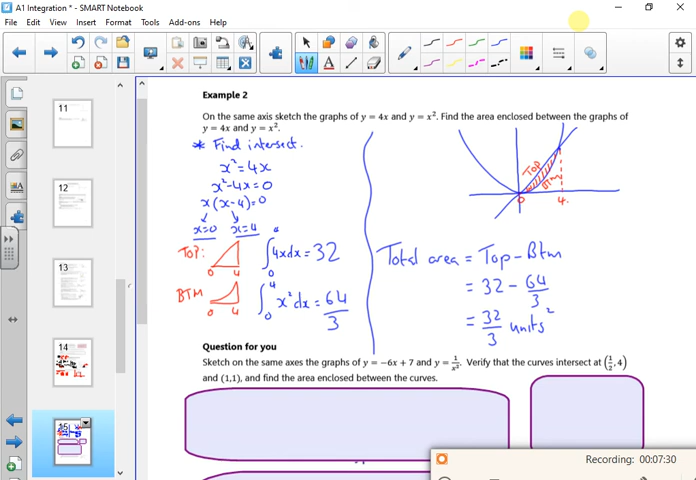 A1 Integration * - SMART Notebook
File Edit View Insert Format Tools Add-ons Help
11
12
13
14
15
Example 2
On the same axis sketch the graphs of y = 4x and y = x². Find the area enclosed between the graphs of
y = 4x and y = x².
* Find intersect.
x² = 4x
x² - 4x = 0
x(x - 4) = 0
x = 0 x = 4
TOP: 0 4 ∫₀⁴ 4x dx = 32
BTM 0 4 ∫₀⁴ x² dx = 64/3
Top
BTM
0 4.
Total area = Top - Btm
= 32 - 64/3
= 32/3 units²
Question for you
Sketch on the same axes the graphs of y = −6x + 7 and y = 1/x². Verify that the curves intersect at (1/2, 4)
and (1,1), and find the area enclosed between the curves.
Recording: 00:07:30